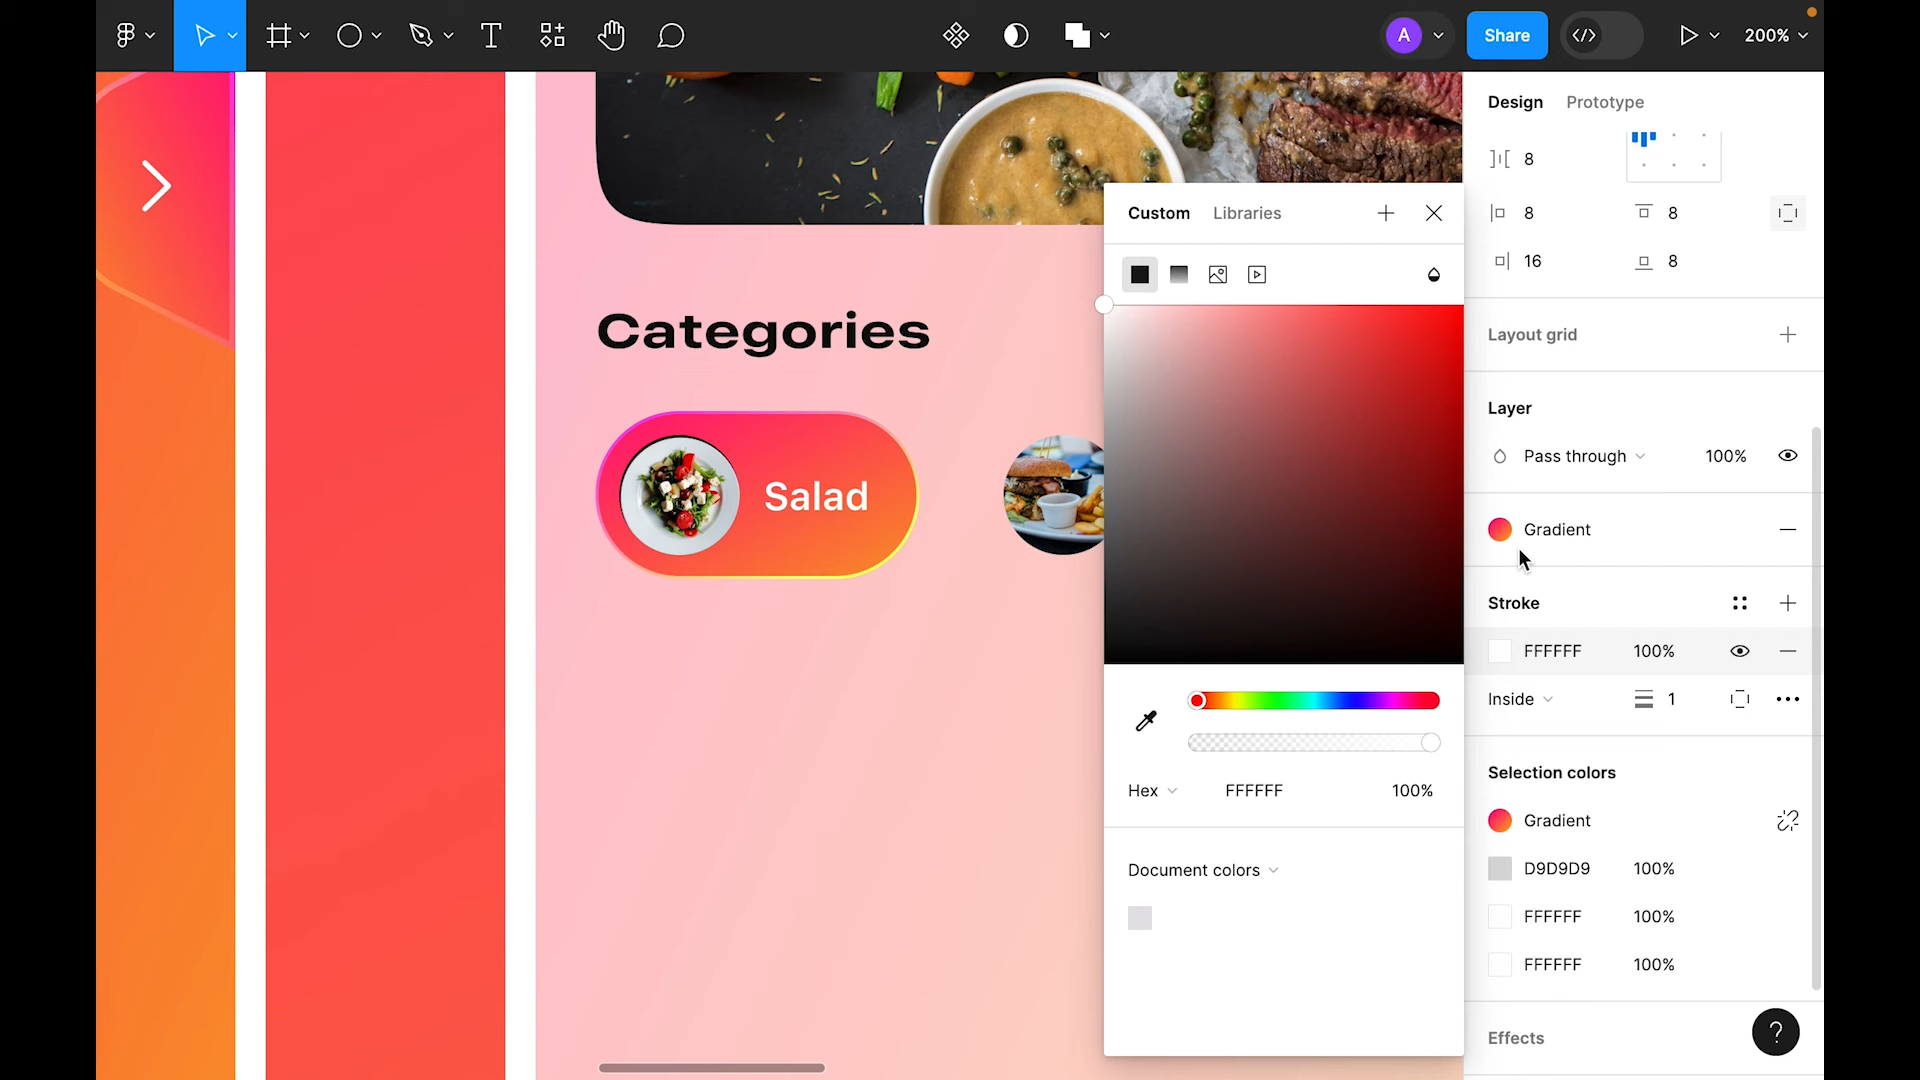 A
Share
200%
Design
Prototype
8
8
8
16
8
Custom
Libraries
Layout grid
Layer
Pass through
100%
Categories
Salad
Gradient
Stroke
FFFFFF
100%
Inside
1
Hex
FFFFFF
100%
Selection colors
Gradient
D9D9D9
100%
FFFFFF
100%
FFFFFF
100%
Document colors
Effects
?